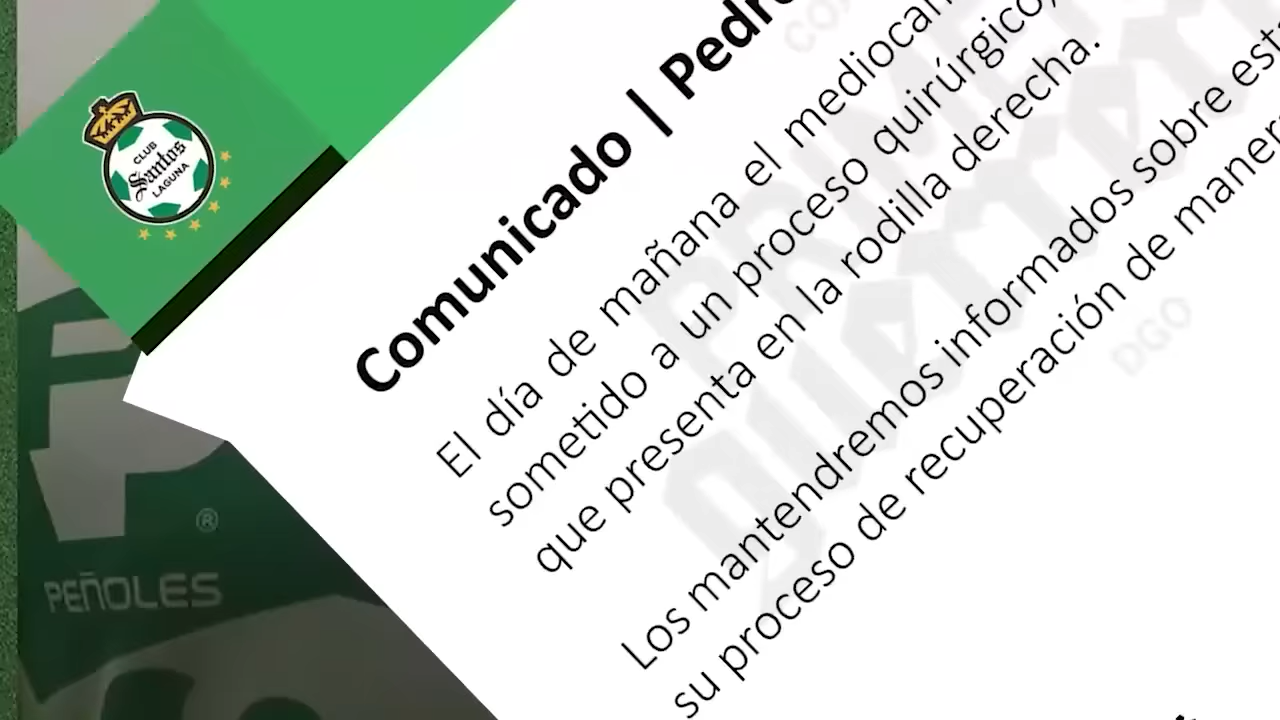 CLUB
Santos
LAGUNA
Comunicado | Pedro
El día de mañana el mediocam
sometido a un proceso quirúrgico,
que presenta en la rodilla derecha.
Los mantendremos informados sobre est
su proceso de recuperación de maner
DGO
®
PEÑOLES